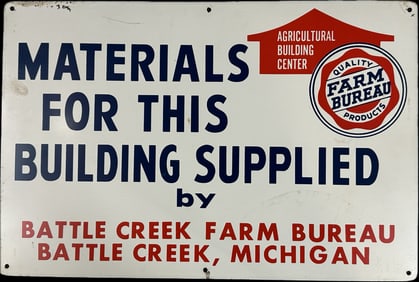 AGRICULTURAL
BUILDING
CENTER
QUALITY
FARM
BUREAU
PRODUCTS
MATERIALS
FOR THIS
BUILDING SUPPLIED
by
BATTLE CREEK FARM BUREAU
BATTLE CREEK, MICHIGAN